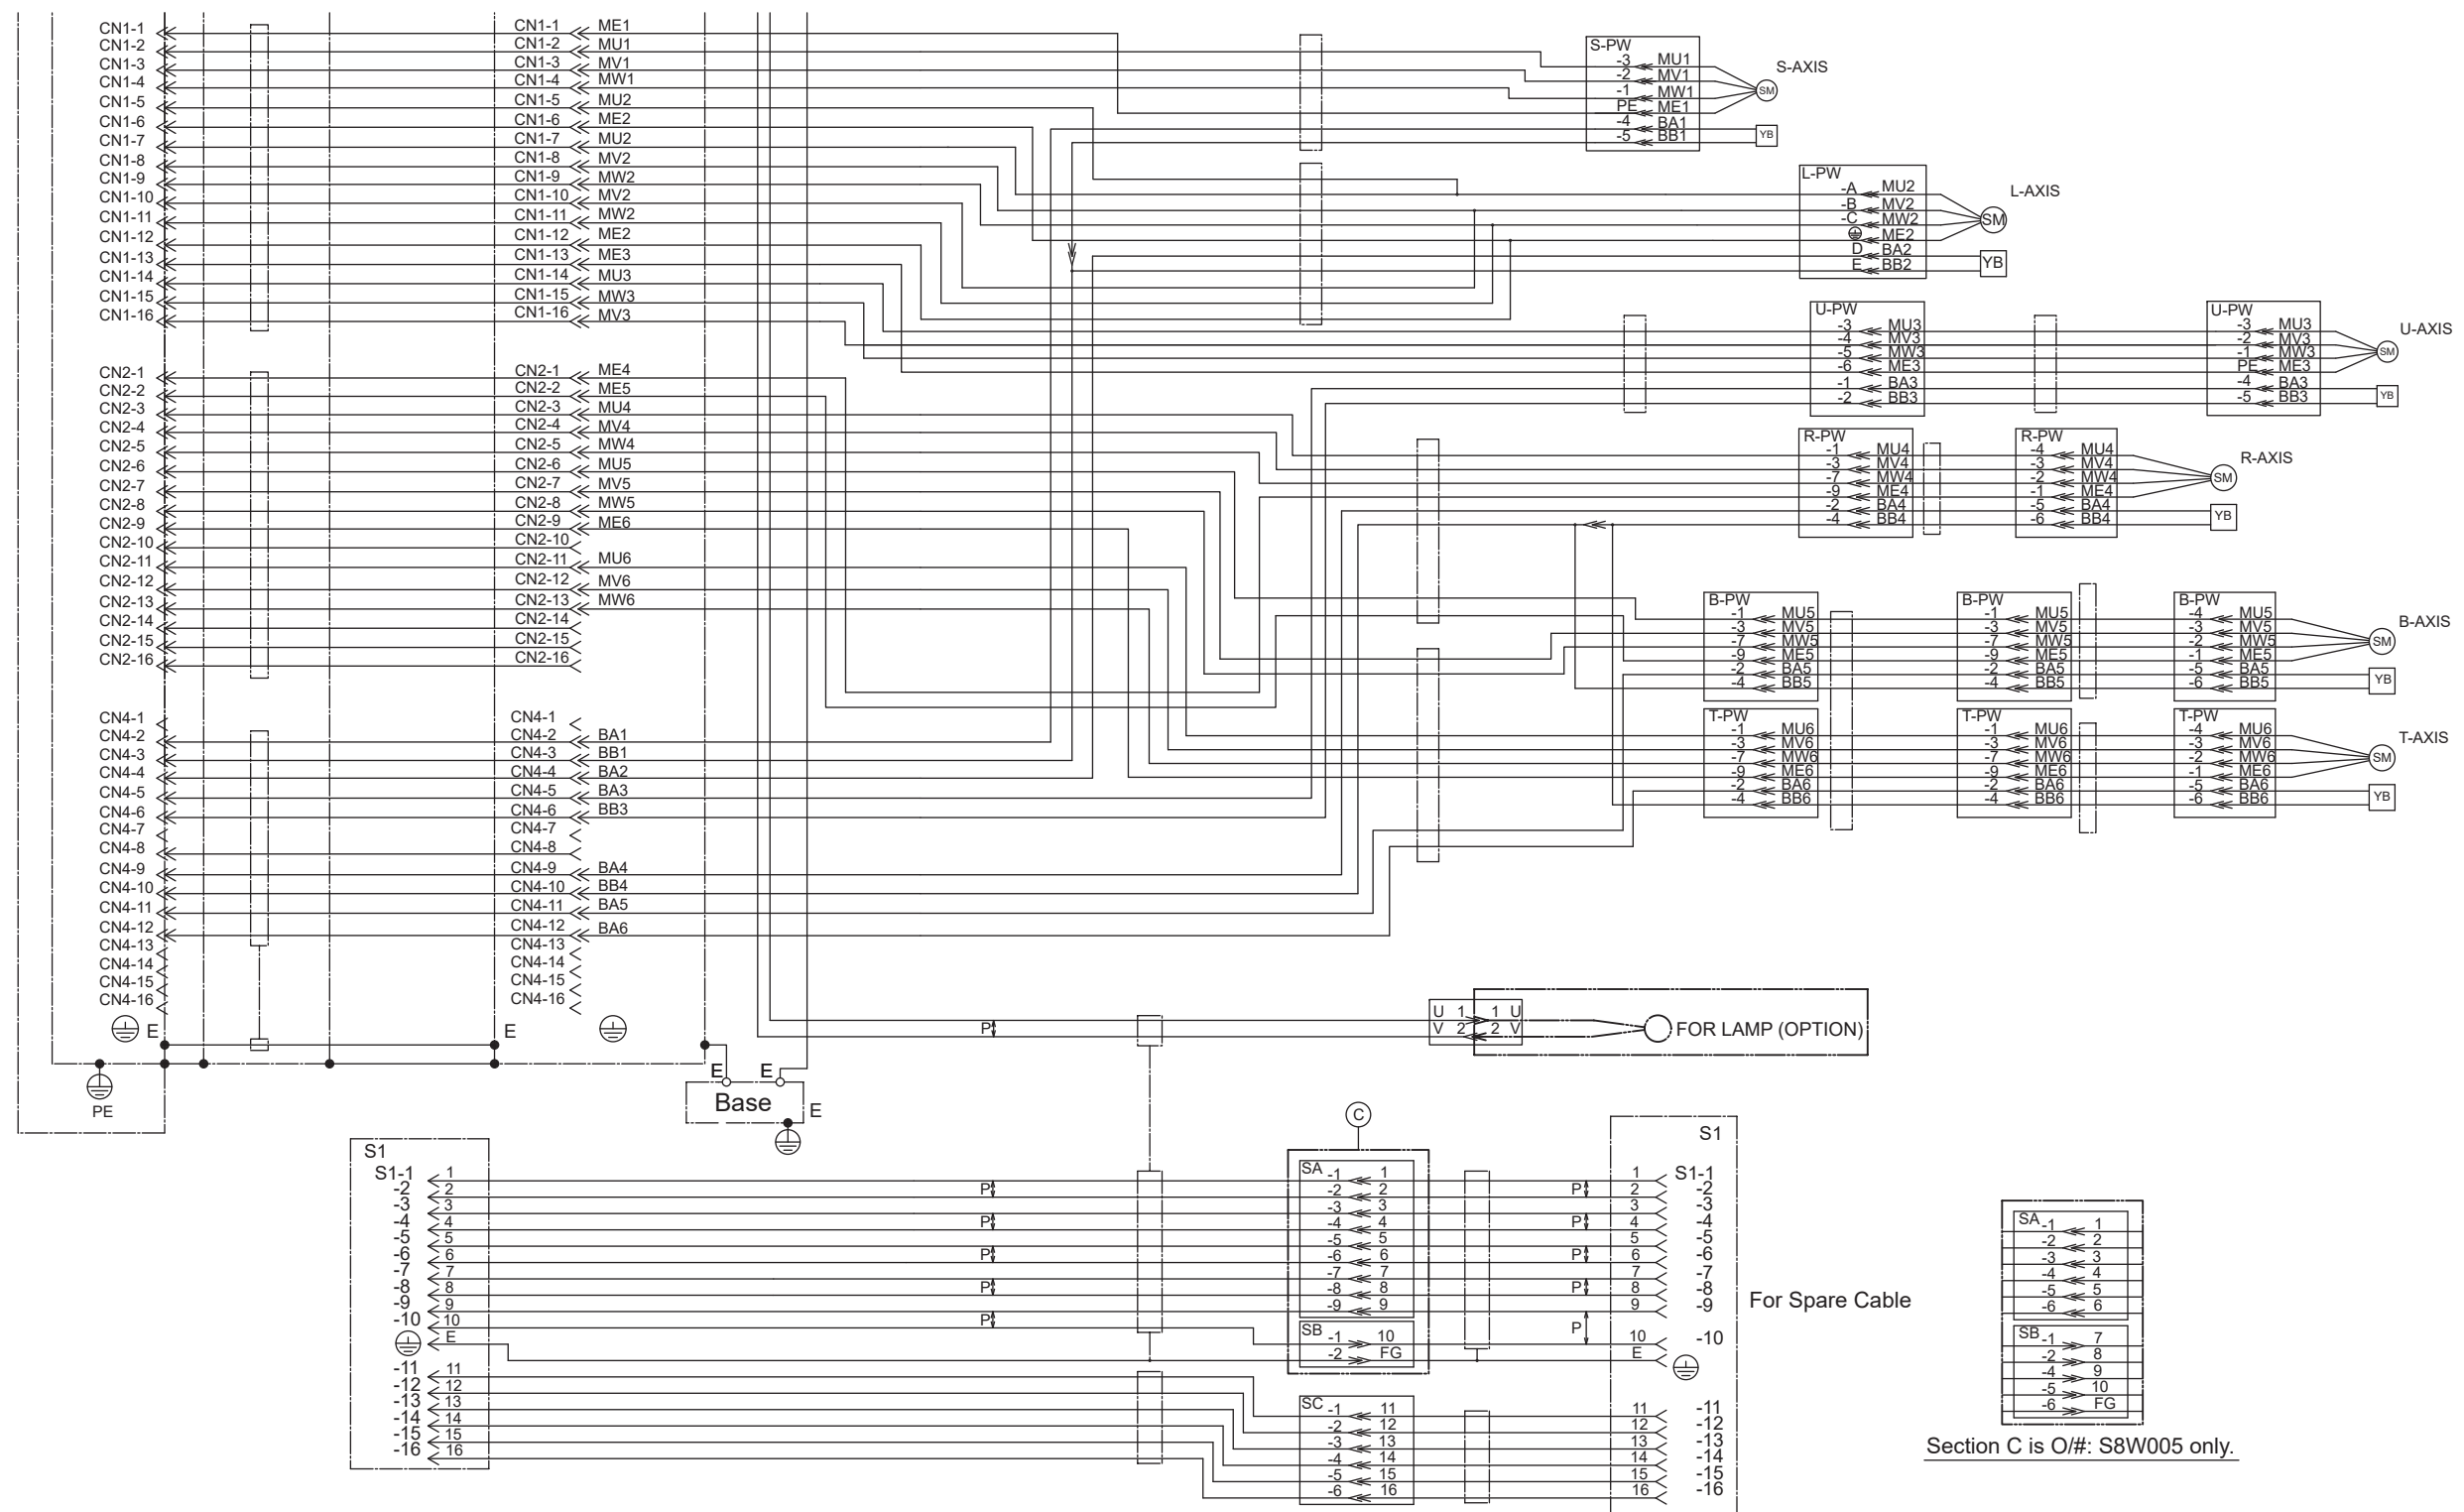 CN1-1
CN1-2
CN1-3
CN1-4
CN1-5
CN1-6
CN1-7
CN1-8
CN1-9
CN1-10
CN1-11
CN1-12
CN1-13
CN1-14
CN1-15
CN1-16
CN2-1
CN2-2
CN2-3
CN2-4
CN2-5
CN2-6
CN2-7
CN2-8
CN2-9
CN2-10
CN2-11
CN2-12
CN2-13
CN2-14
CN2-15
CN2-16
CN4-1
CN4-2
CN4-3
CN4-4
CN4-5
CN4-6
CN4-7
CN4-8
CN4-9
CN4-10
CN4-11
CN4-12
CN4-13
CN4-14
CN4-15
CN4-16
E
PE
CN1-1 ME1
CN1-2 MU1
CN1-3 MV1
CN1-4 MW1
CN1-5 MU2
CN1-6 ME2
CN1-7 MU2
CN1-8 MV2
CN1-9 MW2
CN1-10 MV2
CN1-11 MW2
CN1-12 ME2
CN1-13 ME3
CN1-14 MU3
CN1-15 MW3
CN1-16 MV3
CN2-1 ME4
CN2-2 ME5
CN2-3 MU4
CN2-4 MV4
CN2-5 MW4
CN2-6 MU5
CN2-7 MV5
CN2-8 MW5
CN2-9 ME6
CN2-10
CN2-11 MU6
CN2-12 MV6
CN2-13 MW6
CN2-14
CN2-15
CN2-16
CN4-1
CN4-2 BA1
CN4-3 BB1
CN4-4 BA2
CN4-5 BA3
CN4-6 BB3
CN4-7
CN4-8
CN4-9 BA4
CN4-10 BB4
CN4-11 BA5
CN4-12 BA6
CN4-13
CN4-14
CN4-15
CN4-16
E
E E
Base
E
S-PW
-3 MU1
-2 MV1
-1 MW1
PE ME1
-4 BA1
-5 BB1
SM
S-AXIS
YB
L-PW
-A MU2
-B MV2
-C MW2
ME2
D BA2
E BB2
SM
L-AXIS
YB
U-PW
-3 MU3
-4 MV3
-5 MW3
-6 ME3
-1 BA3
-2 BB3
U-PW
-3 MU3
-2 MV3
-1 MW3
PE ME3
-4 BA3
-5 BB3
SM
U-AXIS
YB
R-PW
-1 MU4
-3 MV4
-7 MW4
-9 ME4
-2 BA4
-4 BB4
R-PW
-4 MU4
-3 MV4
-2 MW4
-1 ME4
-5 BA4
-6 BB4
SM
R-AXIS
YB
B-PW
-1 MU5
-3 MV5
-7 MW5
-9 ME5
-2 BA5
-4 BB5
B-PW
-1 MU5
-3 MV5
-7 MW5
-9 ME5
-2 BA5
-4 BB5
B-PW
-4 MU5
-3 MV5
-2 MW5
-1 ME5
-5 BA5
-6 BB5
SM
B-AXIS
YB
T-PW
-1 MU6
-3 MV6
-7 MW6
-9 ME6
-2 BA6
-4 BB6
T-PW
-1 MU6
-3 MV6
-7 MW6
-9 ME6
-2 BA6
-4 BB6
T-PW
-4 MU6
-3 MV6
-2 MW6
-1 ME6
-5 BA6
-6 BB6
SM
T-AXIS
YB
P
U 1 1 U
V 2 2 V
FOR LAMP (OPTION)
S1
S1-1 1
-2 2
-3 3
-4 4
-5 5
-6 6
-7 7
-8 8
-9 9
-10 10
E
-11 11
-12 12
-13 13
-14 14
-15 15
-16 16
P
P
P
P
P
C
SA
-1 1
-2 2
-3 3
-4 4
-5 5
-6 6
-7 7
-8 8
-9 9
SB
-1 10
-2 FG
SC
-1 11
-2 12
-3 13
-4 14
-5 15
-6 16
P
P
P
P
P
S1
1 S1-1
2 -2
3 -3
4 -4
5 -5
6 -6
7 -7
8 -8
9 -9
10 -10
E
11 -11
12 -12
13 -13
14 -14
15 -15
16 -16
For Spare Cable
SA
-1 1
-2 2
-3 3
-4 4
-5 5
-6 6
SB
-1 7
-2 8
-4 9
-5 10
-6 FG
Section C is O/#: S8W005 only.